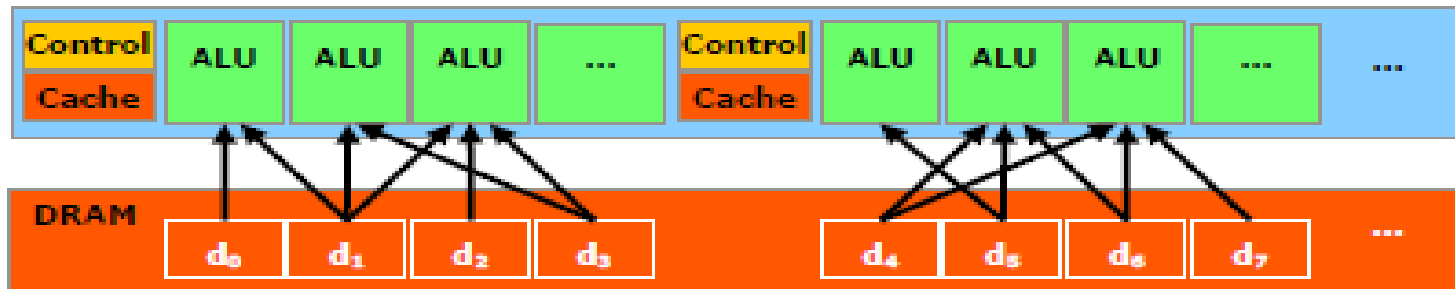 Control ALU ALU ALU ... Control ALU ALU ALU ... ...
Cache Cache
DRAM ...
d₀ d₁ d₂ d₃ d₄ d₅ d₆ d₇